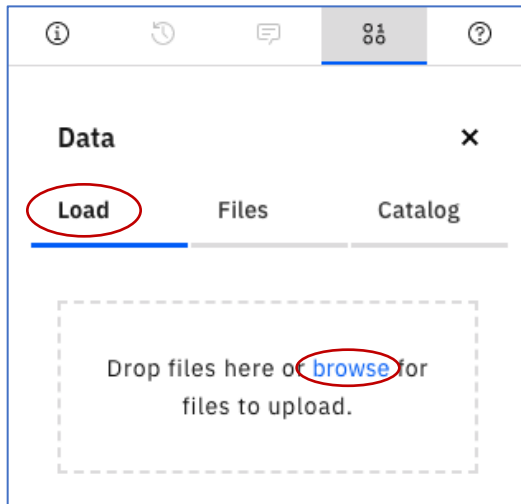 Data
Load Files Catalog
Drop files here or browse for
files to upload.